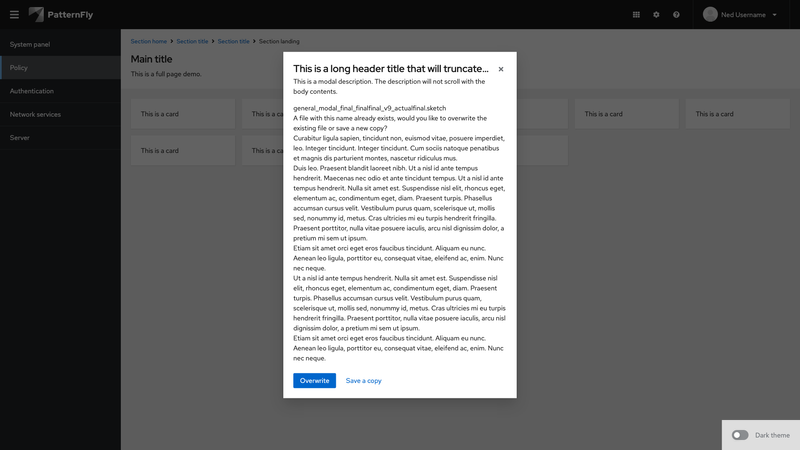 PatternFly
Ned Username
System panel
Policy
Authentication
Network services
Server
Section home
Section title
Section title
Section landing
Main title
This is a full page demo.
This is a card
This is a ca
This is a card
This is a card
This is a card
This is a ca
This is a long header title that will truncate...
This is a modal description. The description will not scroll with the
body contents.
general_modal_final_finalfinal_v9_actualfinal.sketch
A file with this name already exists, would you like to overwrite the
existing file or save a new copy?
Curabitur ligula sapien, tincidunt non, euismod vitae, posuere imperdiet,
leo. Integer tincidunt. Integer tincidunt. Cum sociis natoque penatibus
et magnis dis parturient montes, nascetur ridiculus mus.
Duis leo. Praesent blandit laoreet nibh. Ut a nisl id ante tempus
hendrerit. Maecenas nec odio et ante tincidunt tempus. Ut a nisl id ante
tempus hendrerit. Nulla sit amet est. Suspendisse nisl elit, rhoncus eget,
elementum ac, condimentum eget, diam. Praesent turpis. Phasellus
accumsan cursus velit. Vestibulum purus quam, scelerisque ut, mollis
sed, nonummy id, metus. Cras ultricies mi eu turpis hendrerit fringilla.
Praesent porttitor, nulla vitae posuere iaculis, arcu nisl dignissim dolor, a
pretium mi sem ut ipsum.
Etiam sit amet orci eget eros faucibus tincidunt. Aliquam eu nunc.
Aenean leo ligula, porttitor eu, consequat vitae, eleifend ac, enim. Nunc
nec neque.
Ut a nisl id ante tempus hendrerit. Nulla sit amet est. Suspendisse nisl
elit, rhoncus eget, elementum ac, condimentum eget, diam. Praesent
turpis. Phasellus accumsan cursus velit. Vestibulum purus quam,
scelerisque ut, mollis sed, nonummy id, metus. Cras ultricies mi eu turpis
hendrerit fringilla. Praesent porttitor, nulla vitae posuere iaculis, arcu nisl
dignissim dolor, a pretium mi sem ut ipsum.
Etiam sit amet orci eget eros faucibus tincidunt. Aliquam eu nunc.
Aenean leo ligula, porttitor eu, consequat vitae, eleifend ac, enim. Nunc
nec neque.
Overwrite
Save a copy
Dark theme